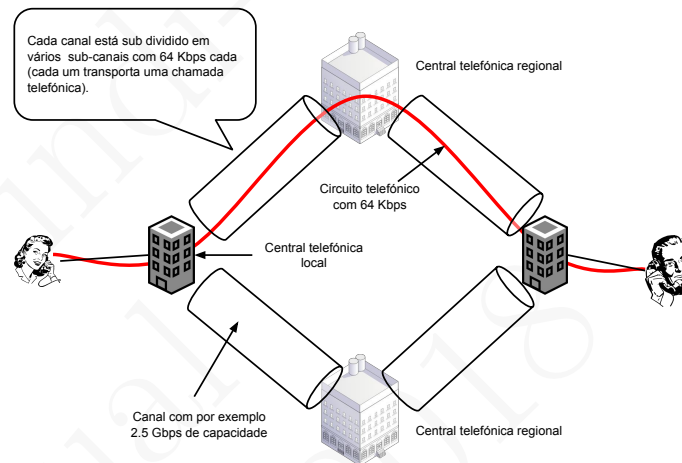 Cada canal está sub dividido em
vários sub-canais com 64 Kbps cada
(cada um transporta uma chamada
telefónica).
Central telefónica regional
Circuito telefónico
com 64 Kbps
Central telefónica
local
Canal com por exemplo
2.5 Gbps de capacidade
Central telefónica regional